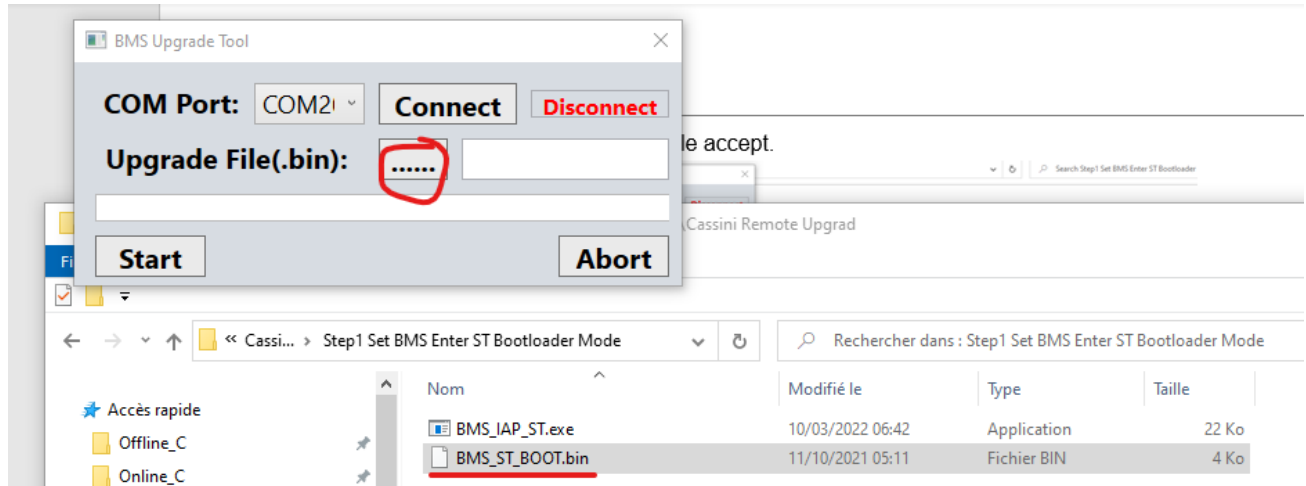 BMS Upgrade Tool
COM Port: COM2 Connect Disconnect
Upgrade File(.bin): ......
le accept.
Search Step1 Set BMS Enter ST Bootloader
\Cassini Remote Upgrad
Start Abort
Fi
« Cassi... › Step1 Set BMS Enter ST Bootloader Mode
Rechercher dans : Step1 Set BMS Enter ST Bootloader Mode
Accès rapide
Offline_C
Online_C
Nom Modifié le Type Taille
BMS_IAP_ST.exe 10/03/2022 06:42 Application 22 Ko
BMS_ST_BOOT.bin 11/10/2021 05:11 Fichier BIN 4 Ko